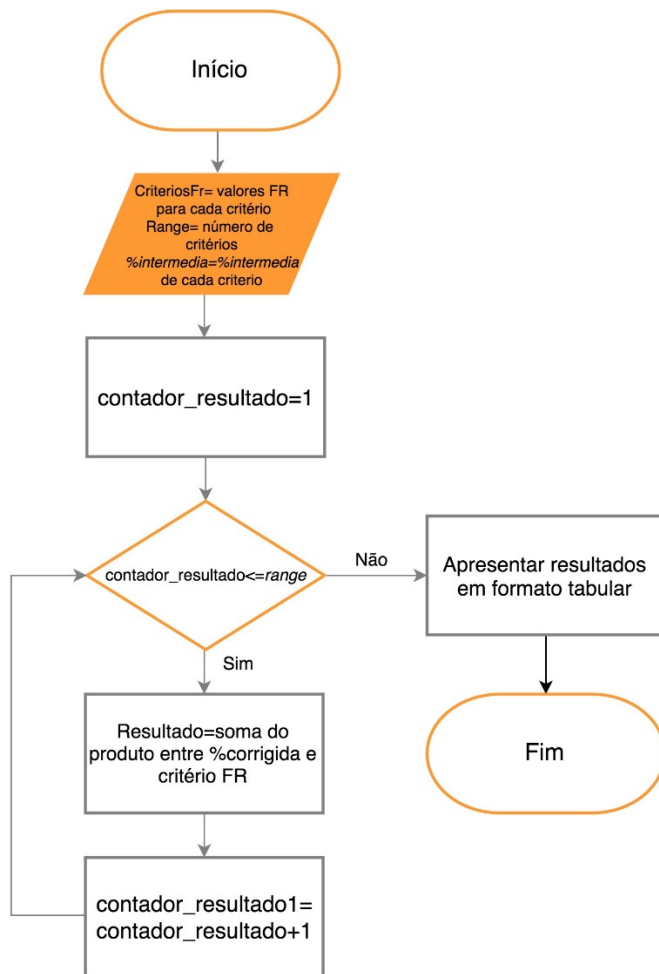 Início
CriteriosFr= valores FR
para cada critério
Range= número de
critérios
%intermedia=%intermedia
de cada criterio
contador_resultado=1
contador_resultado<=range
Não
Apresentar resultados
em formato tabular
Sim
Resultado=soma do
produto entre %corrigida e
critério FR
Fim
contador_resultado1=
contador_resultado+1